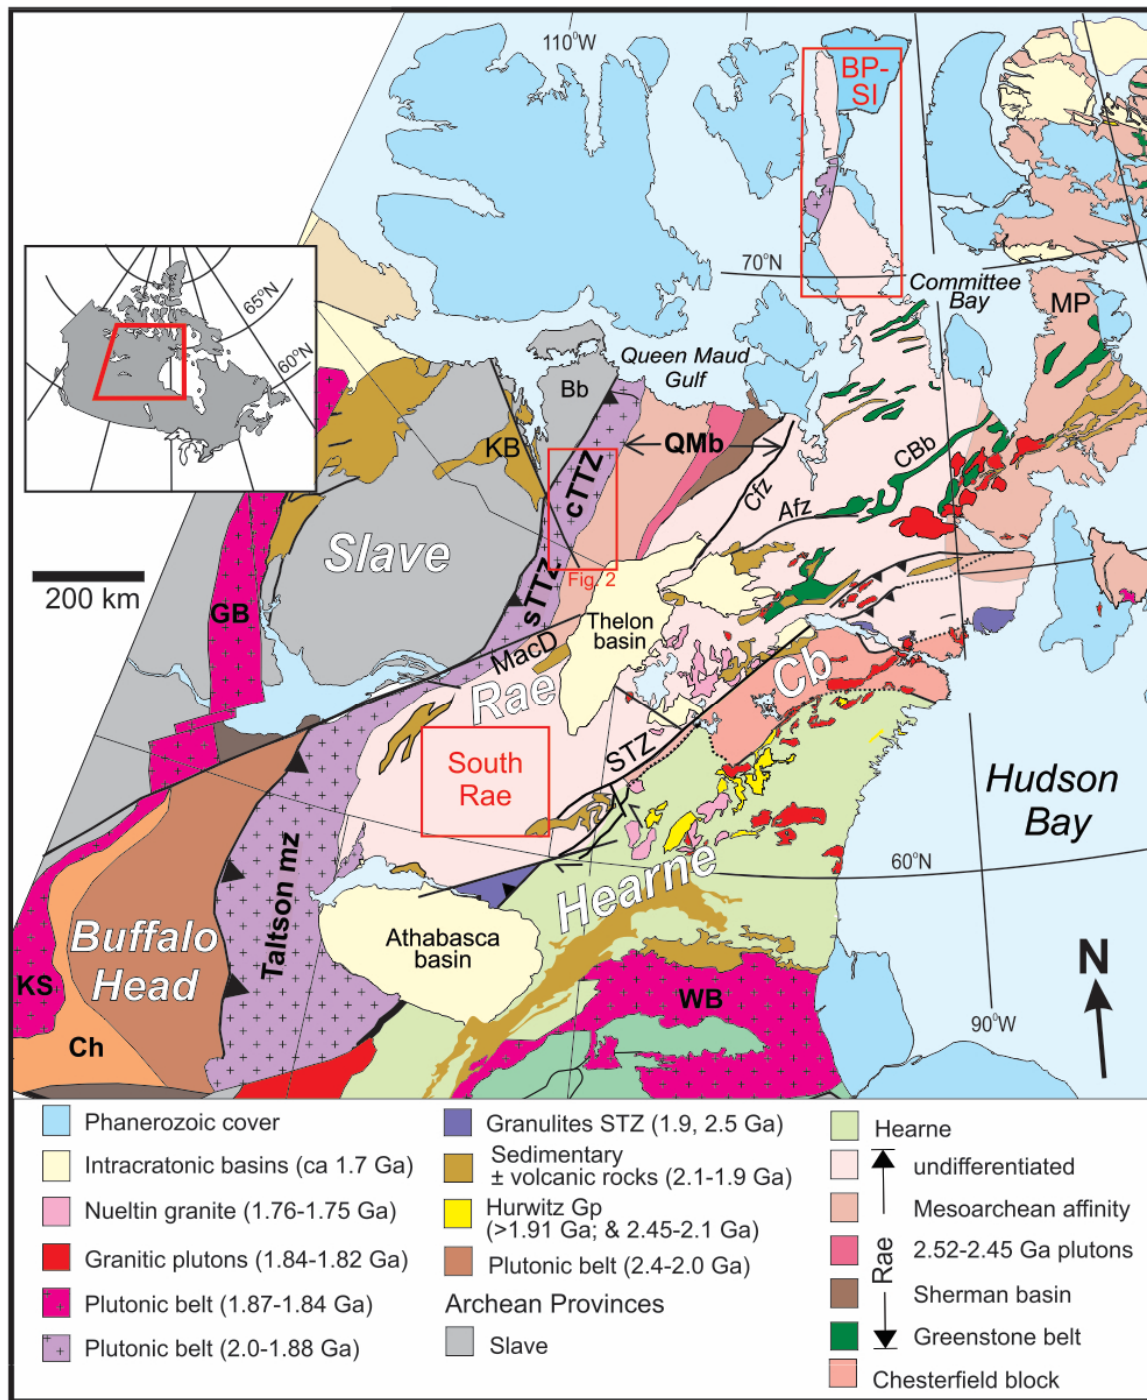 110°W
BP-
SI
65°N
60°N
70°N
Committee
Bay
MP
Queen Maud
Gulf
Bb
KB
QMb
CBb
cTTZ
Cfz
Afz
Slave
Fig. 2
200 km
GB
sTTZ
Thelon
basin
MacD
Rae
Cb
STZ
South
Rae
Hudson
Bay
60°N
Hearne
Taltson mz
Buffalo
Head
Athabasca
basin
KS
WB
N
Ch
90°W
Phanerozoic cover
Intracratonic basins (ca 1.7 Ga)
Nueltin granite (1.76-1.75 Ga)
Granitic plutons (1.84-1.82 Ga)
Plutonic belt (1.87-1.84 Ga)
Plutonic belt (2.0-1.88 Ga)
Granulites STZ (1.9, 2.5 Ga)
Sedimentary
± volcanic rocks (2.1-1.9 Ga)
Hurwitz Gp
(>1.91 Ga; & 2.45-2.1 Ga)
Plutonic belt (2.4-2.0 Ga)
Archean Provinces
Slave
Hearne
Rae
undifferentiated
Mesoarchean affinity
2.52-2.45 Ga plutons
Sherman basin
Greenstone belt
Chesterfield block